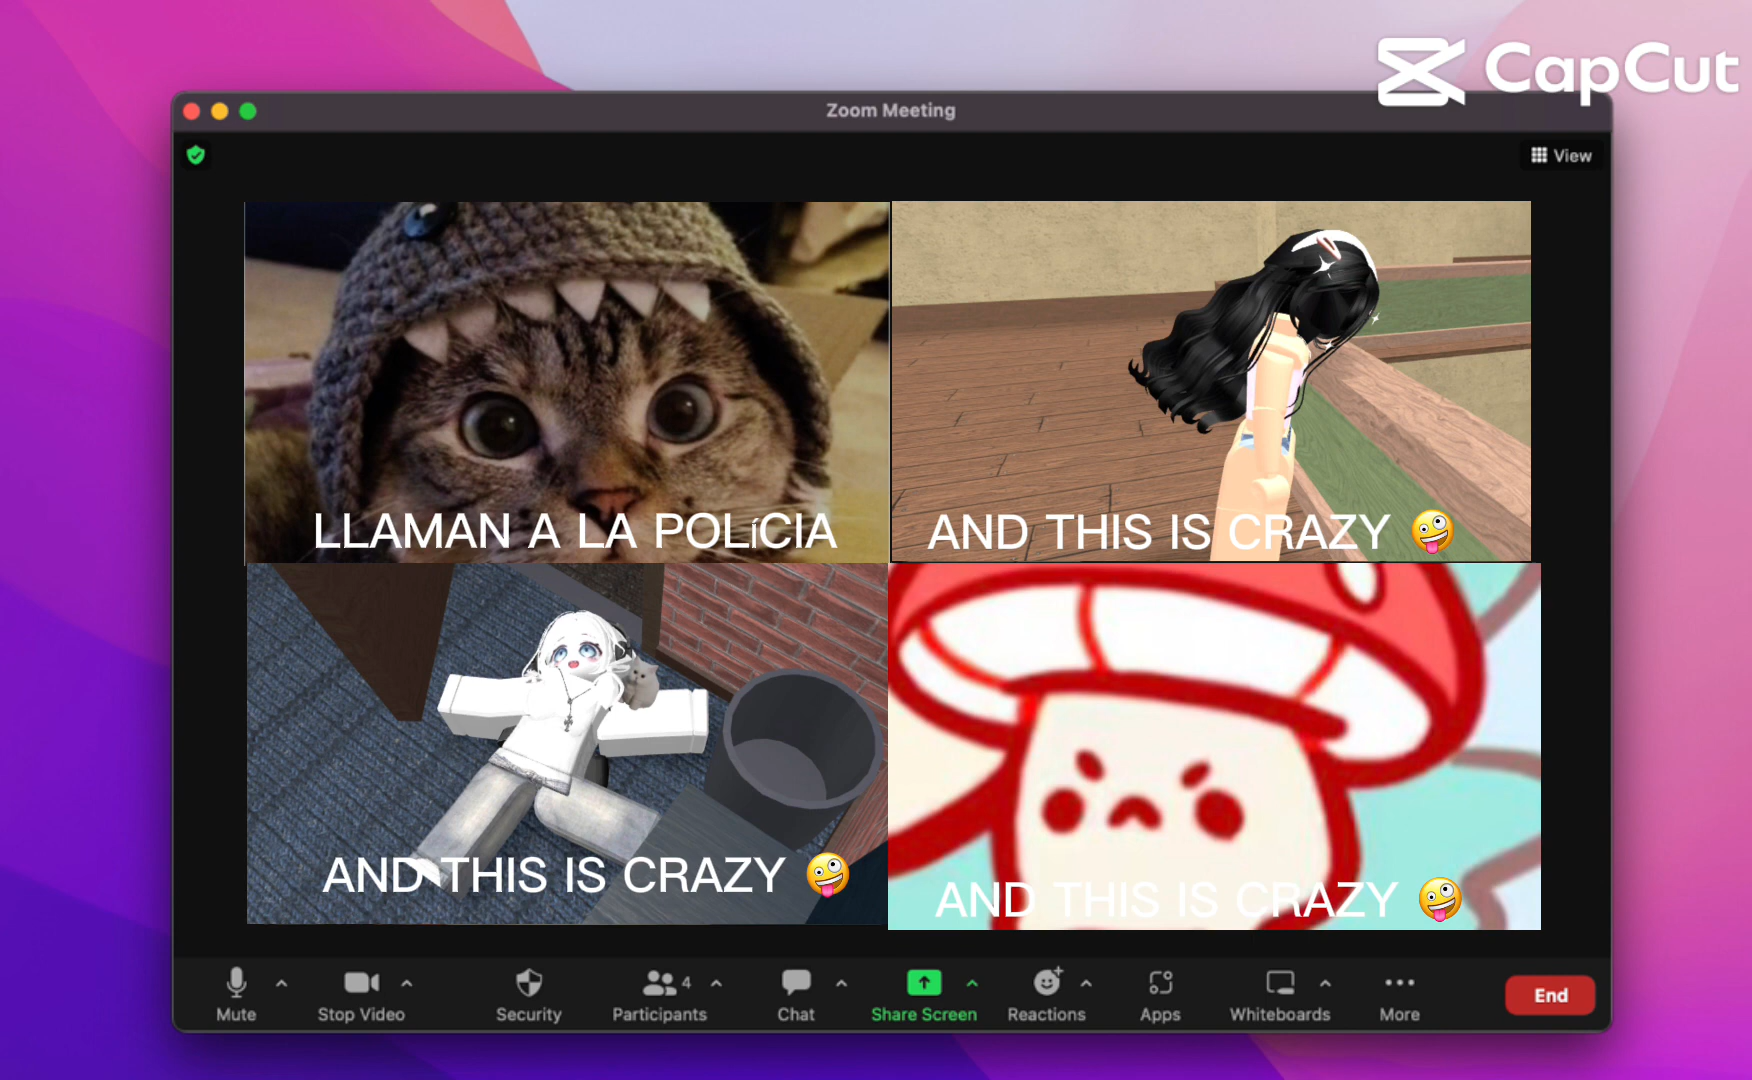 CapCut
Zoom Meeting
View
LLAMAN A LA POLíCIA
AND THIS IS CRAZY 🤪
AND THIS IS CRAZY 🤪
AND THIS IS CRAZY 🤪
Mute
Stop Video
Security
4
Participants
Chat
Share Screen
Reactions
Apps
Whiteboards
More
End